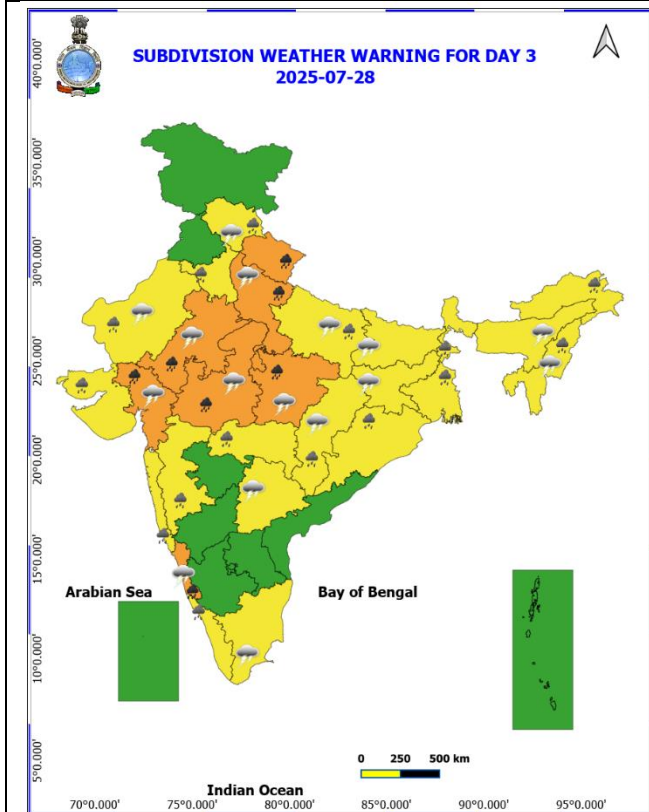 SUBDIVISION WEATHER WARNING FOR DAY 3
2025-07-28
40°0.000'
35°0.000'
30°0.000'
25°0.000'
20°0.000'
15°0.000'
10°0.000'
5°0.000'
Arabian Sea
Bay of Bengal
0 250 500 km
Indian Ocean
70°0.000' 75°0.000' 80°0.000' 85°0.000' 90°0.000' 95°0.000'